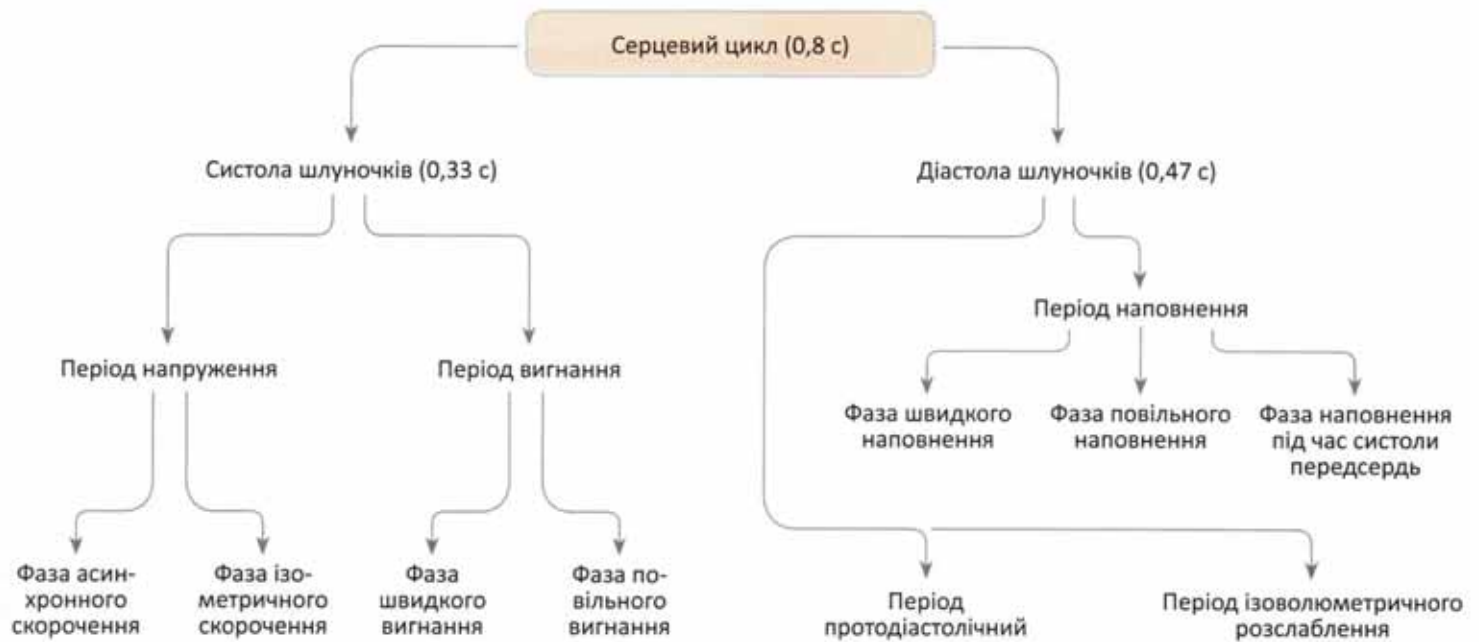 Серцевий цикл (0,8 с)
Систола шлуночків (0,33 с)
Діастола шлуночків (0,47 с)
Період наповнення
Період напруження
Період вигнання
Фаза швидкого
наповнення
Фаза повільного
наповнення
Фаза наповнення
під час систоли
передсердь
Фаза асин-
хронного
скорочення
Фаза ізо-
метричного
скорочення
Фаза
швидкого
вигнання
Фаза по-
вільного
вигнання
Період
протодіастолічний
Період ізоволюметричного
розслаблення